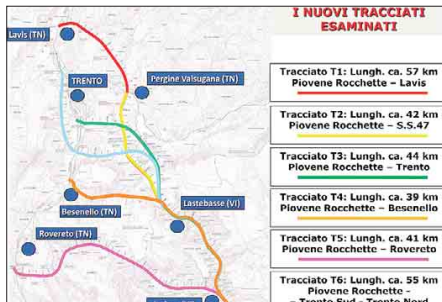 I NUOVI TRACCIATI
ESAMINATI
Lavis (TN)
TRENTO
Pergine Valsugana (TN)
Besenello (TN)
Lastebasse (VI)
Rovereto (TN)
Tracciato T1: Lungh. ca. 57 km
Piovene Rocchette – Lavis
Tracciato T2: Lungh. ca. 42 km
Piovene Rocchette – S.S.47
Tracciato T3: Lungh. ca. 44 km
Piovene Rocchette – Trento
Tracciato T4: Lungh. ca. 39 km
Piovene Rocchette – Besenello
Tracciato T5: Lungh. ca. 41 km
Piovene Rocchette – Rovereto
Tracciato T6: Lungh. ca. 55 km
Piovene Rocchette -
– Trento Sud - Trento Nord